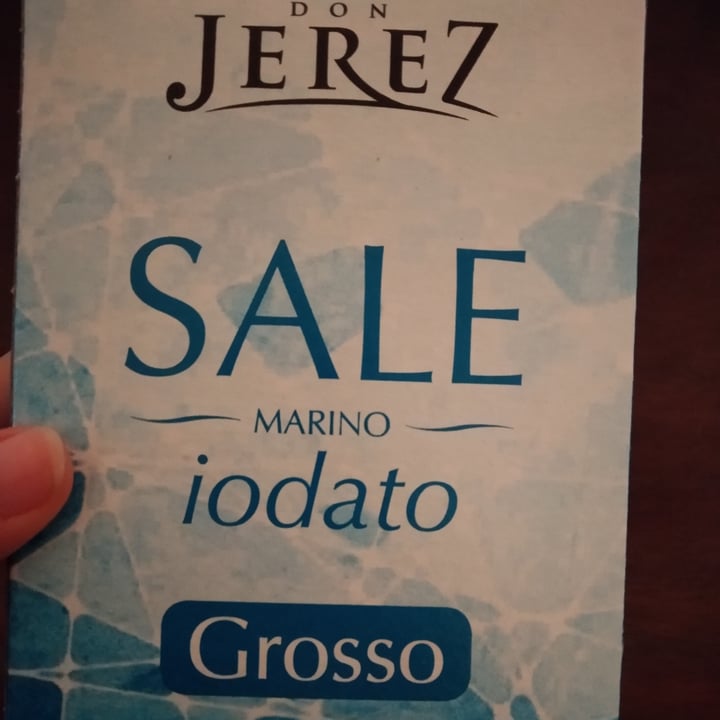 DON
JEREZ
SALE
MARINO
iodato
Grosso